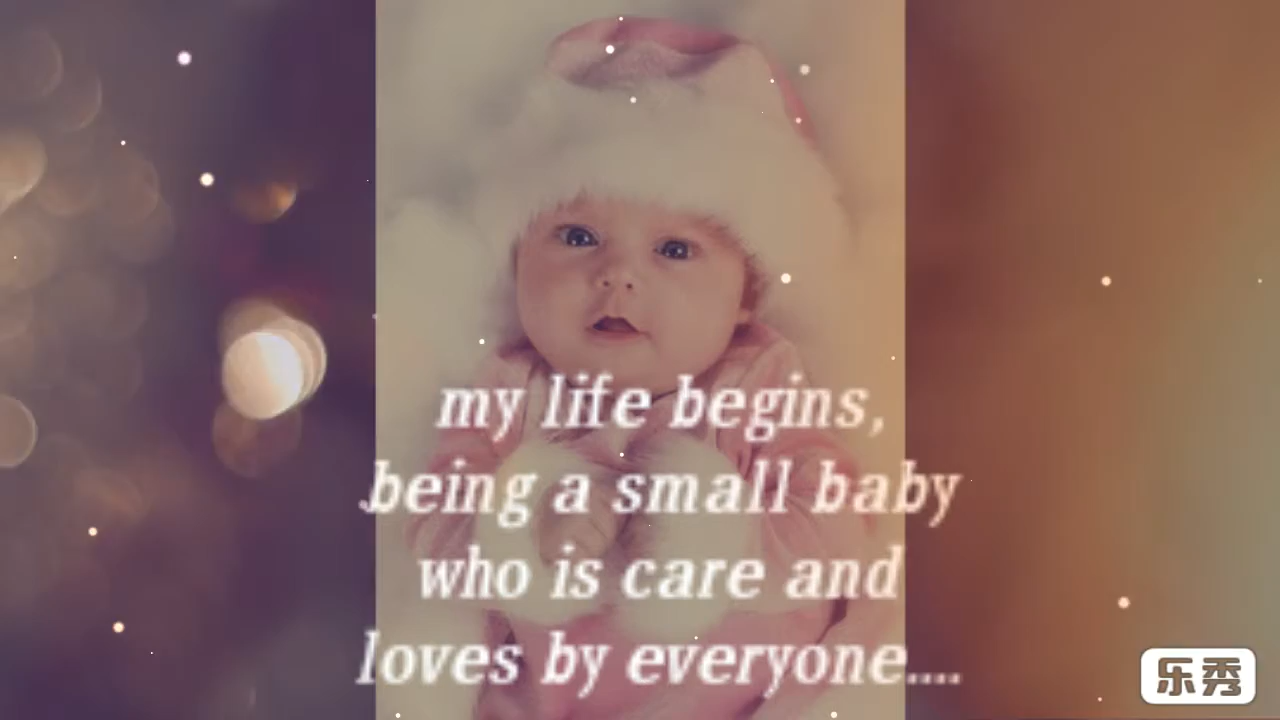 my life begins,
being a small baby
who is care and
loves by everyone....
乐秀